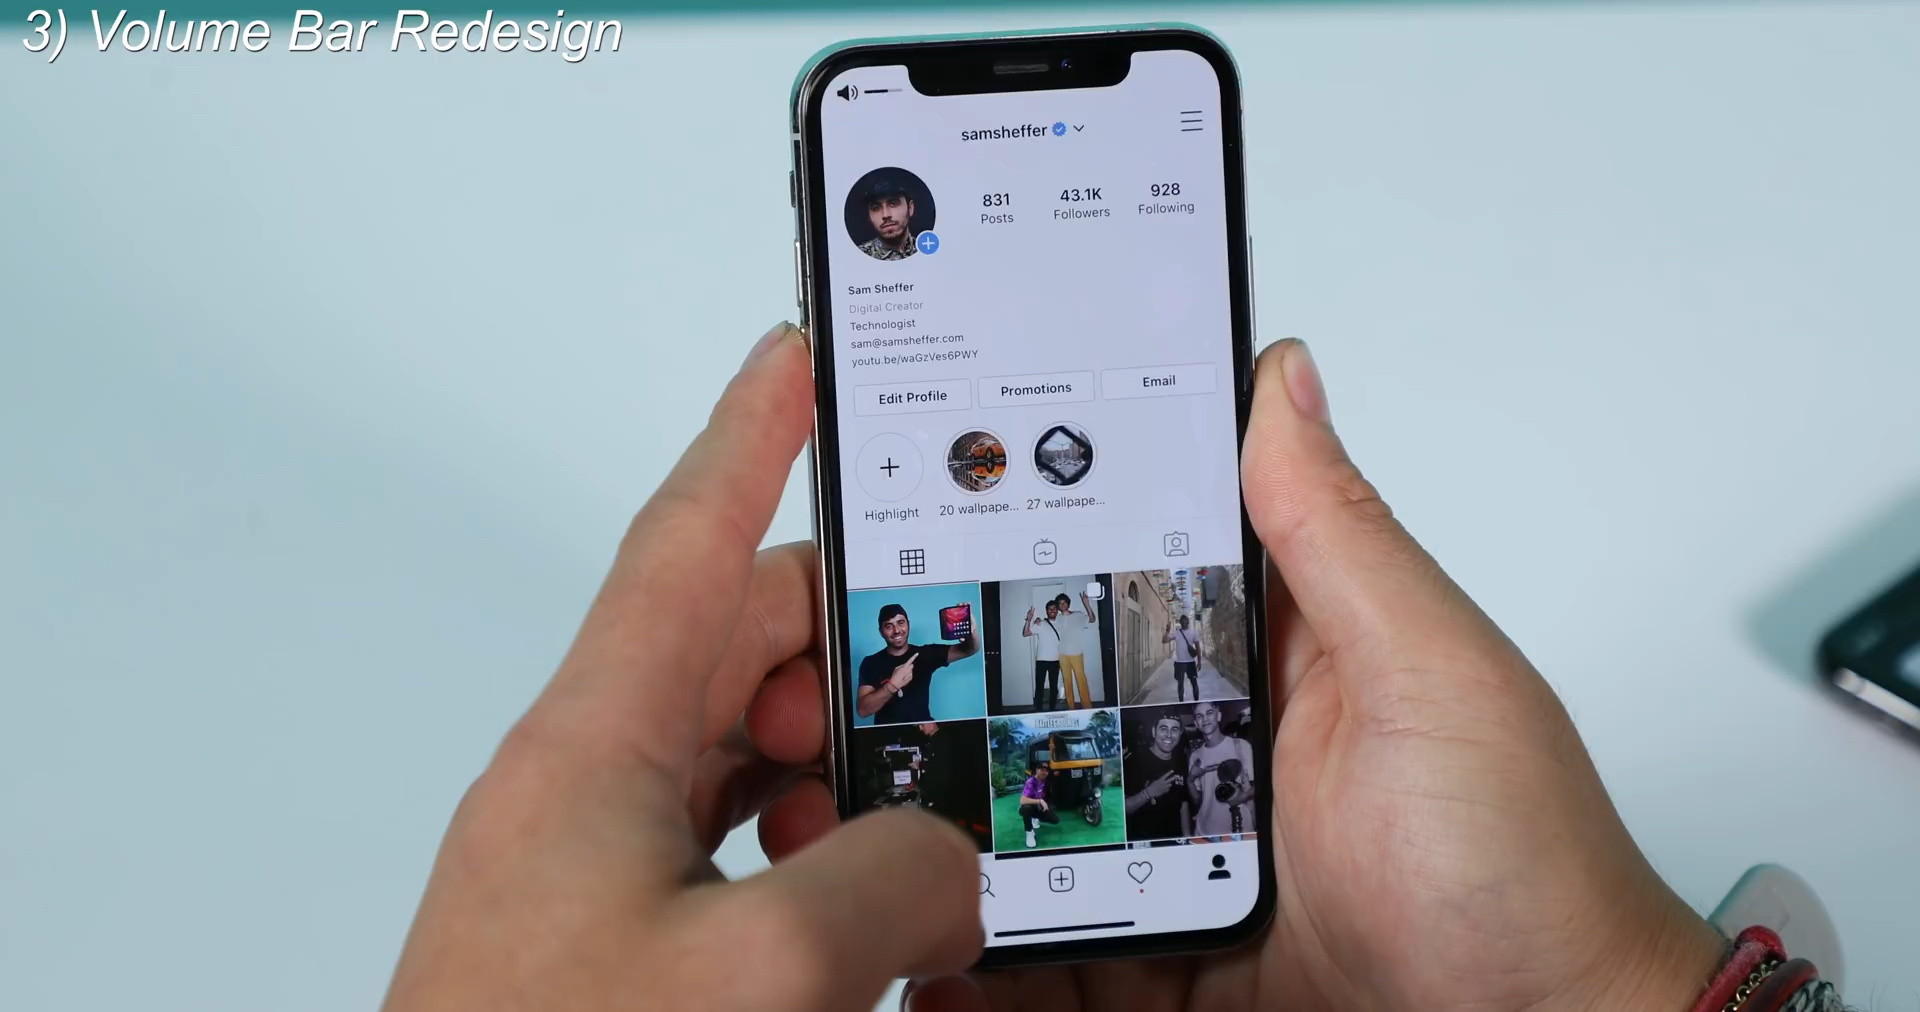 3) Volume Bar Redesign
samsheffer
831
Posts
43.1K
Followers
928
Following
Sam Sheffer
Digital Creator
Technologist
sam@samsheffer.com
youtu.be/waGzVes6PWY
Edit Profile
Promotions
Email
Highlight
20 wallpape...
27 wallpape...